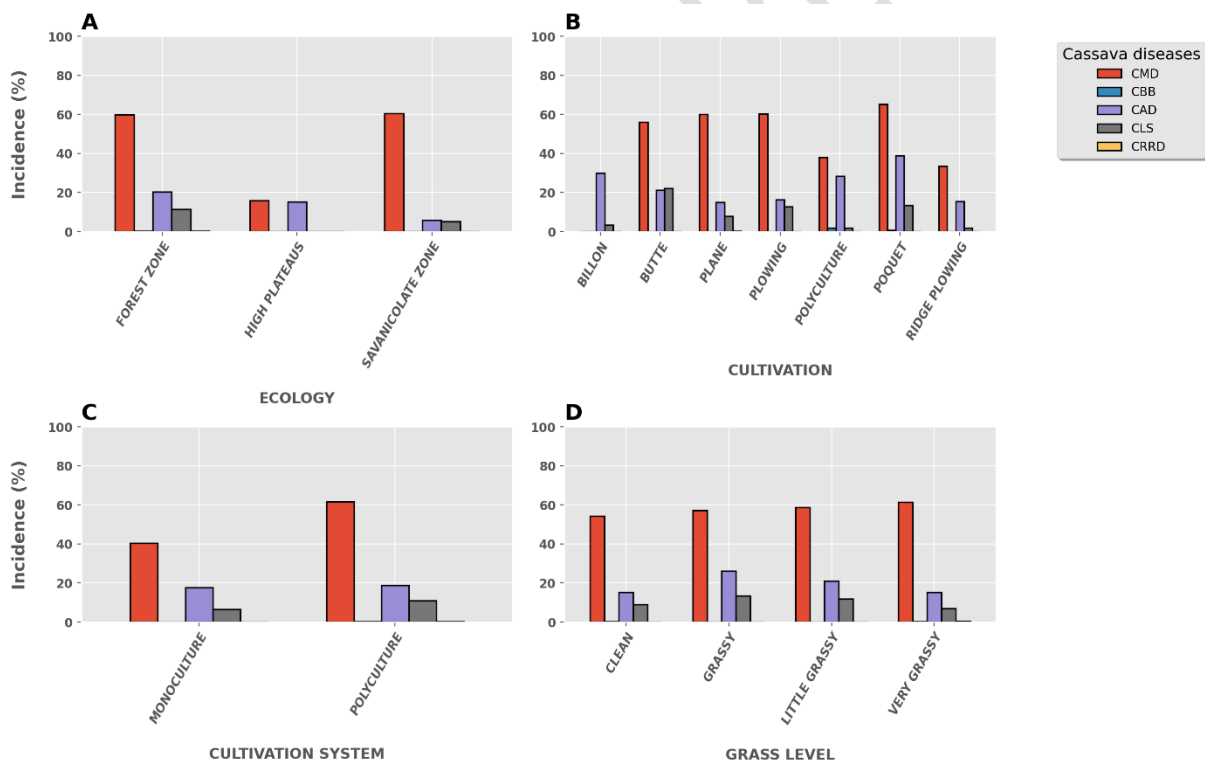 A
Incidence (%)
100
80
60
40
20
0
FOREST ZONE
HIGH PLATEAUS
SAVANICOLATE ZONE
ECOLOGY
B
100
80
60
40
20
0
BILLON
BUTTE
PLANE
PLOWING
POLYCULTURE
POQUET
RIDGE PLOWING
CULTIVATION
Cassava diseases
CMD
CBB
CAD
CLS
CRRD
C
Incidence (%)
100
80
60
40
20
0
MONOCULTURE
POLYCULTURE
CULTIVATION SYSTEM
D
100
80
60
40
20
0
CLEAN
GRASSY
LITTLE GRASSY
VERY GRASSY
GRASS LEVEL